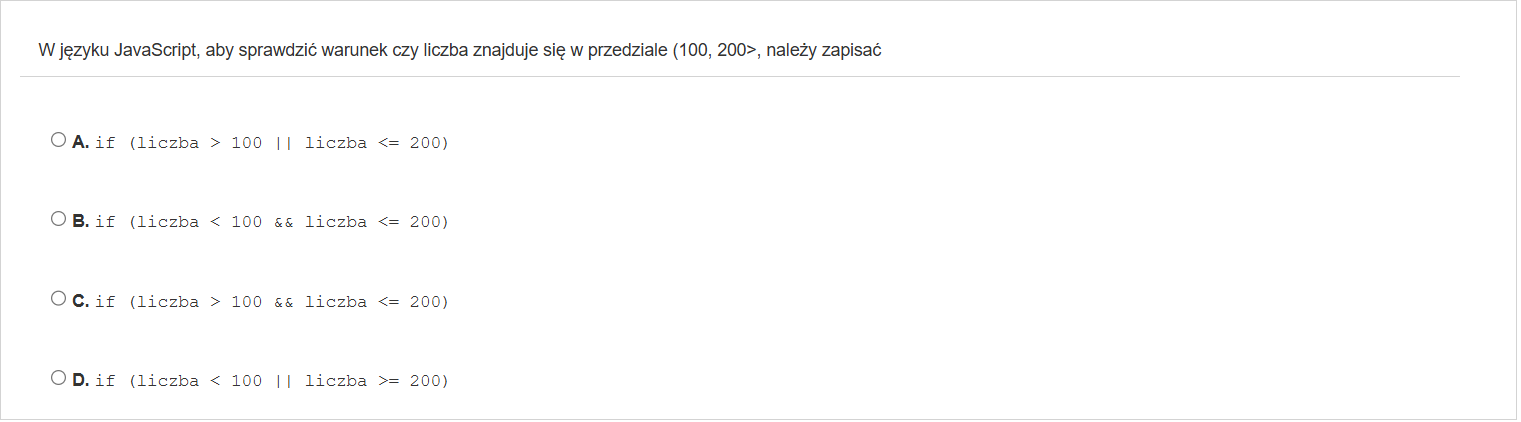 W języku JavaScript, aby sprawdzić warunek czy liczba znajduje się w przedziale (100, 200>, należy zapisać
A. if (liczba > 100 || liczba <= 200)
B. if (liczba < 100 && liczba <= 200)
C. if (liczba > 100 && liczba <= 200)
D. if (liczba < 100 || liczba >= 200)